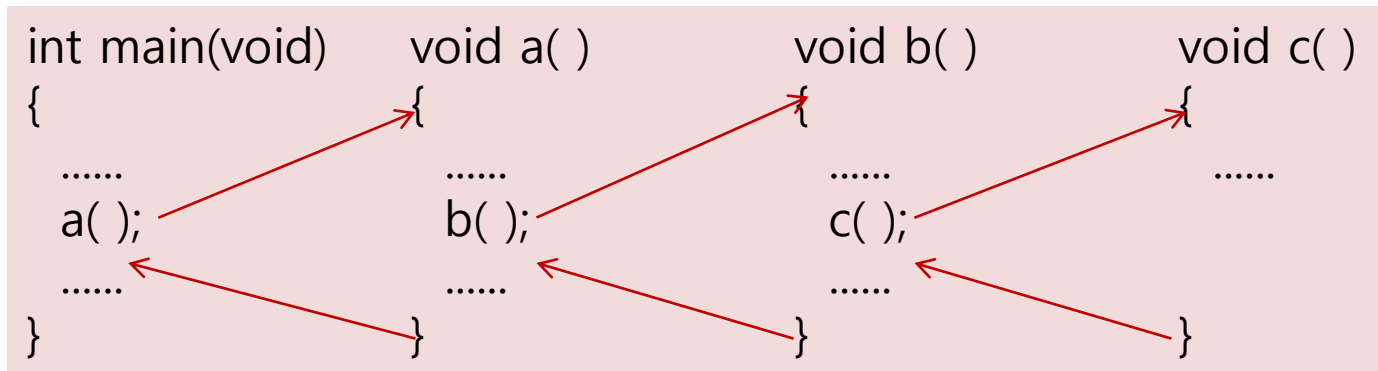 int main(void) void a( ) void b( ) void c( )
{ { { {
...... ...... ...... ......
a( ); b( ); c( );
...... ...... ......
} } } }